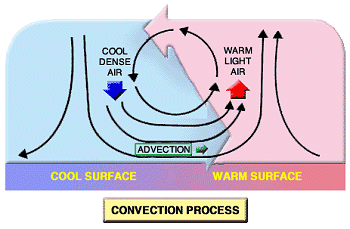 COOL
DENSE
AIR
WARM
LIGHT
AIR
ADVECTION
COOL SURFACE
WARM SURFACE
CONVECTION PROCESS